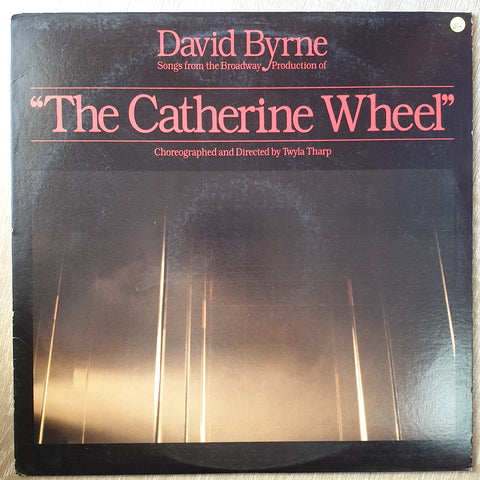 David Byrne
Songs from the Broadway Production of
“The Catherine Wheel”
Choreographed and Directed by Twyla Tharp